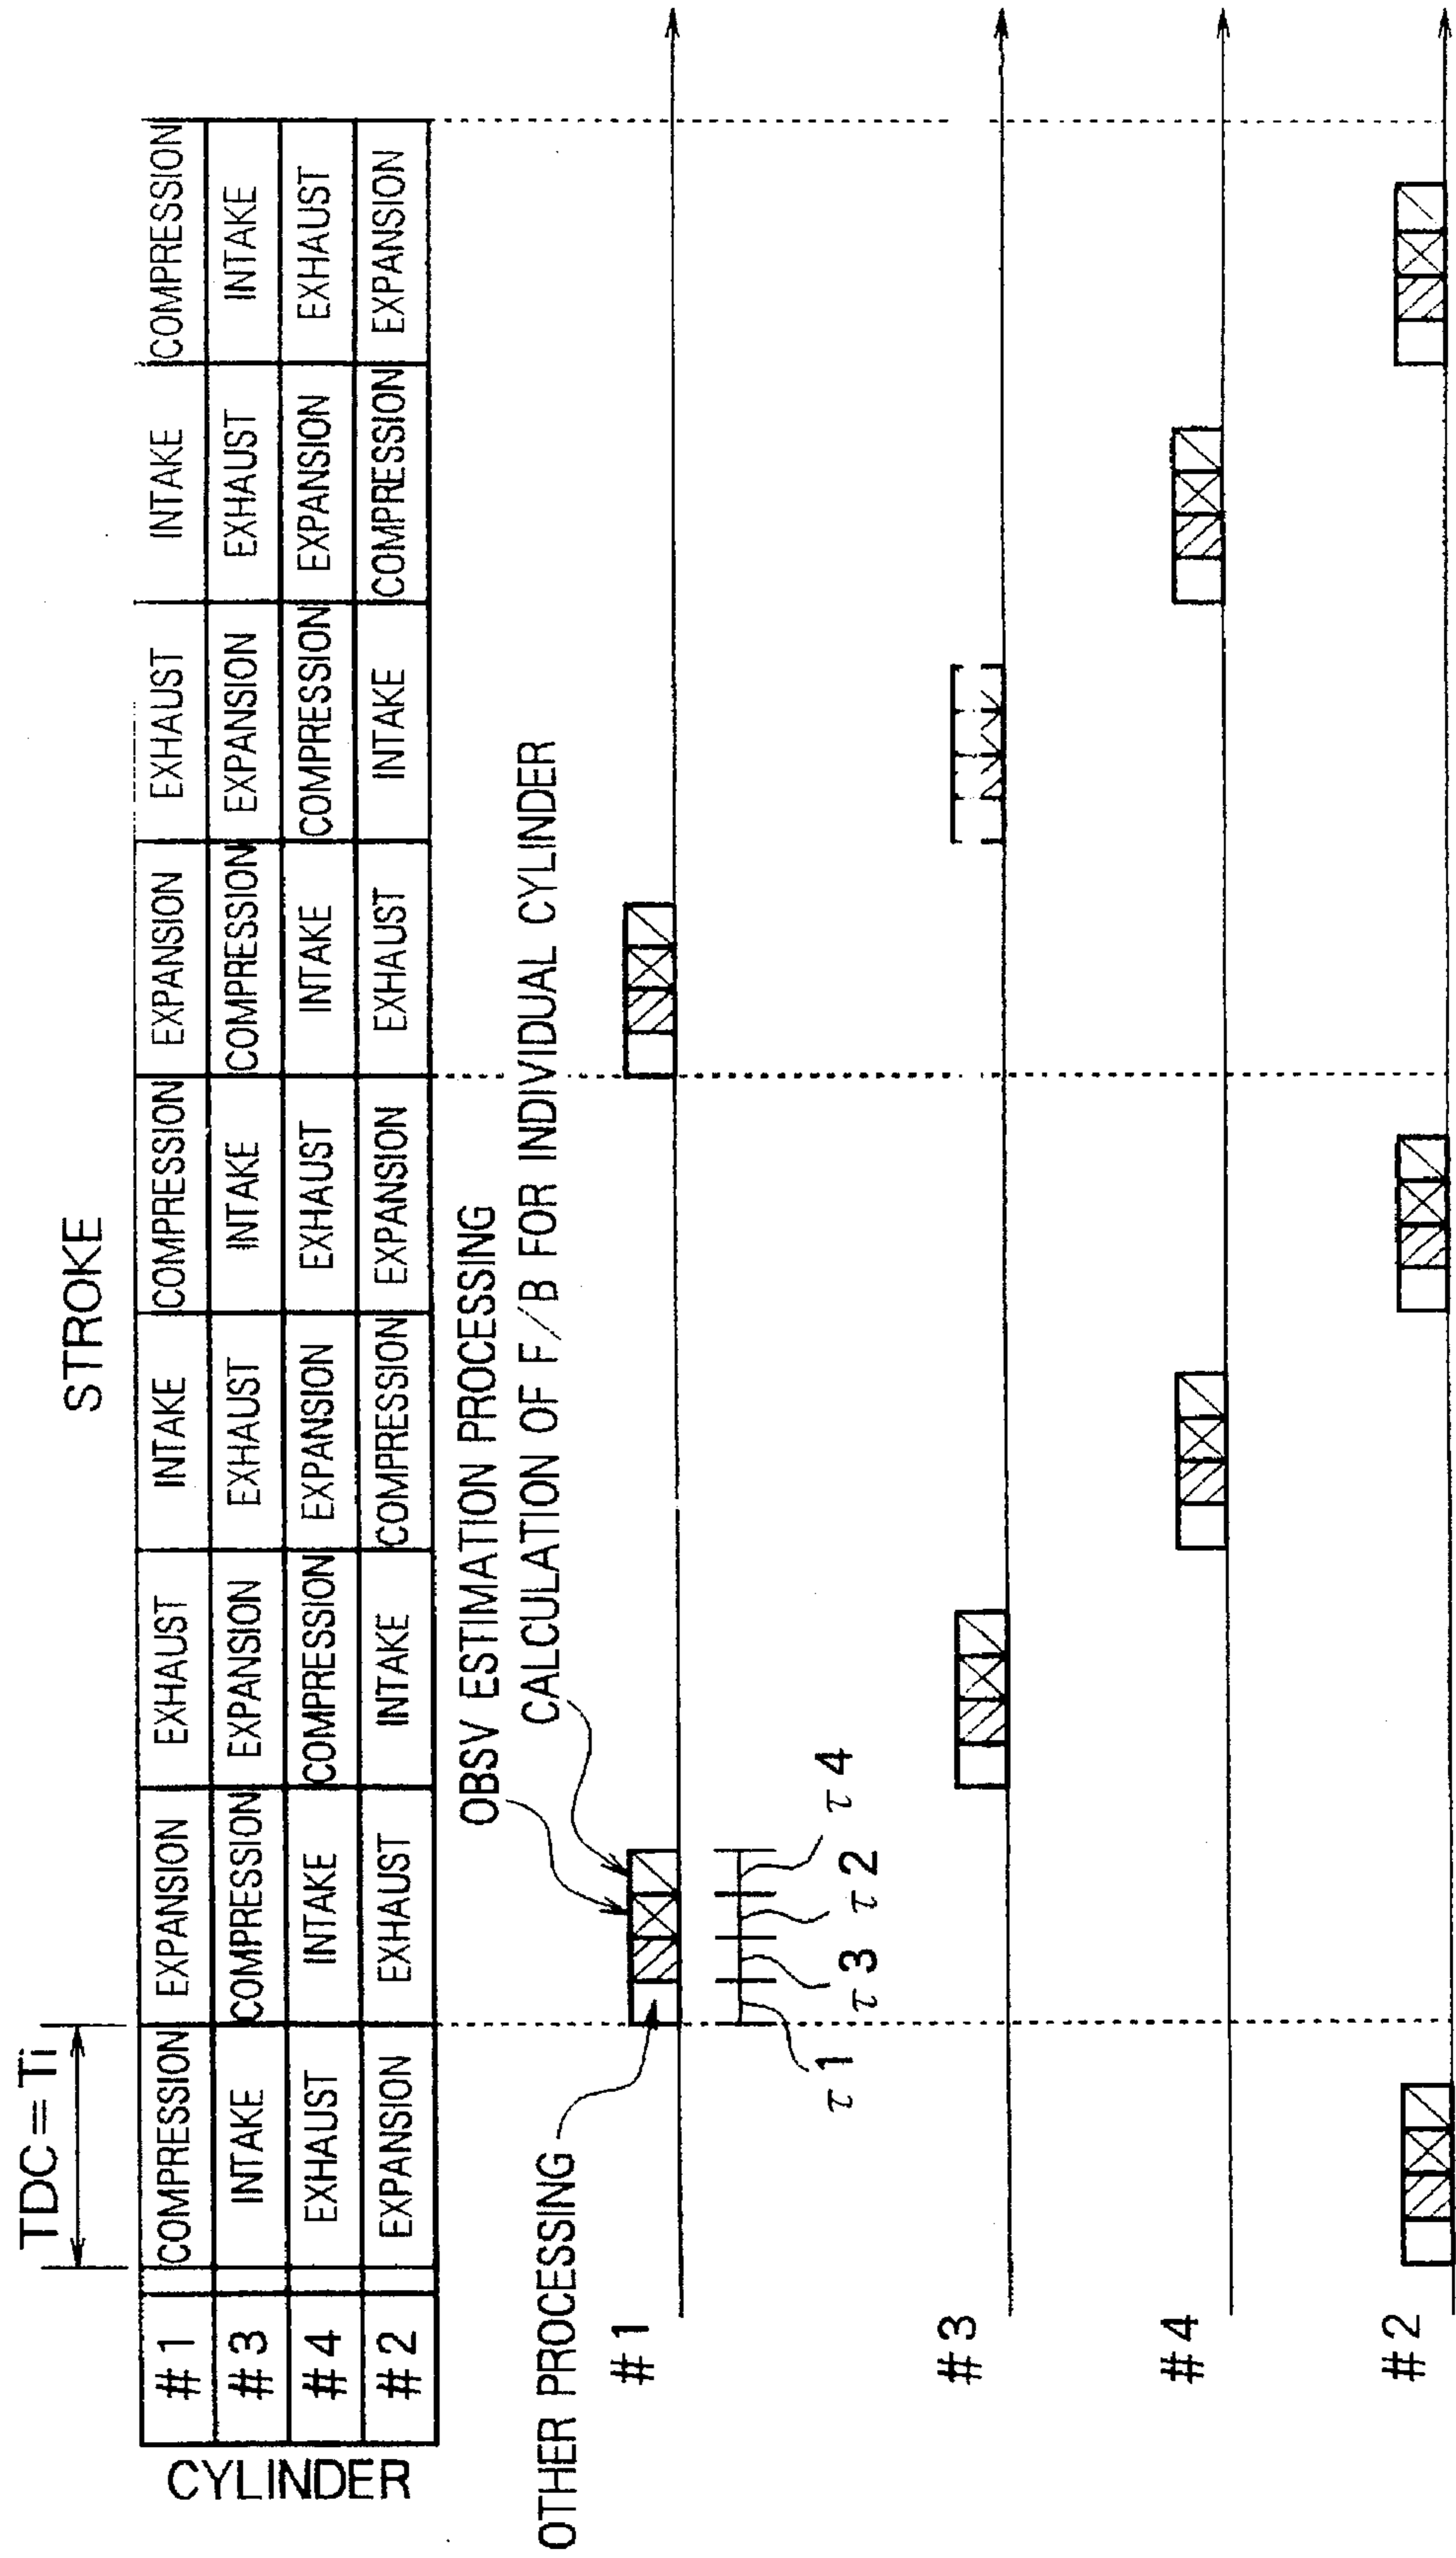 STROKE
TDC=Ti
CYLINDER
#1 COMPRESSION EXPANSION EXHAUST INTAKE COMPRESSION EXPANSION EXHAUST INTAKE COMPRESSION
#3 INTAKE COMPRESSION EXPANSION EXHAUST INTAKE COMPRESSION EXPANSION EXHAUST INTAKE
#4 EXHAUST INTAKE COMPRESSION EXPANSION EXHAUST INTAKE COMPRESSION EXPANSION EXHAUST
#2 EXPANSION EXHAUST INTAKE COMPRESSION EXPANSION EXHAUST INTAKE COMPRESSION EXPANSION
OBSV ESTIMATION PROCESSING
CALCULATION OF F/B FOR INDIVIDUAL CYLINDER
OTHER PROCESSING
#1
τ1 τ3 τ2 τ4
#3
#4
#2